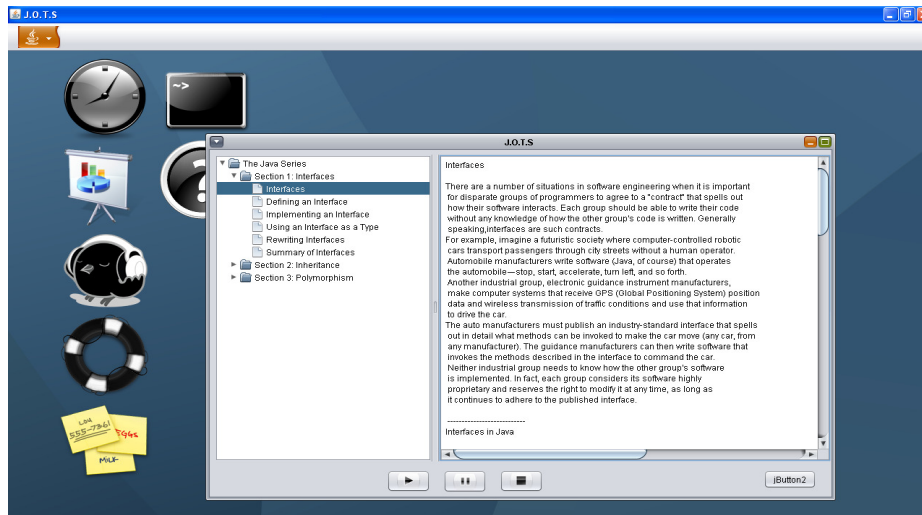 J.O.T.S
~>
J.O.T.S
The Java Series
Section 1: Interfaces
Interfaces
Defining an Interface
Implementing an Interface
Using an Interface as a Type
Rewriting Interfaces
Summary of Interfaces
Section 2: Inheritance
Section 3: Polymorphism
Interfaces
There are a number of situations in software engineering when it is important
for disparate groups of programmers to agree to a "contract" that spells out
how their software interacts. Each group should be able to write their code
without any knowledge of how the other group's code is written. Generally
speaking,interfaces are such contracts.
For example, imagine a futuristic society where computer-controlled robotic
cars transport passengers through city streets without a human operator.
Automobile manufacturers write software (Java, of course) that operates
the automobile—stop, start, accelerate, turn left, and so forth.
Another industrial group, electronic guidance instrument manufacturers,
make computer systems that receive GPS (Global Positioning System) position
data and wireless transmission of traffic conditions and use that information
to drive the car.
The auto manufacturers must publish an industry-standard interface that spells
out in detail what methods can be invoked to make the car move (any car, from
any manufacturer). The guidance manufacturers can then write software that
invokes the methods described in the interface to command the car.
Neither industrial group needs to know how the other group's software
is implemented. In fact, each group considers its software highly
proprietary and reserves the right to modify it at any time, as long as
it continues to adhere to the published interface.
---------------------------
Interfaces in Java
jButton2
LOU
555-7361
EGGS
MILK